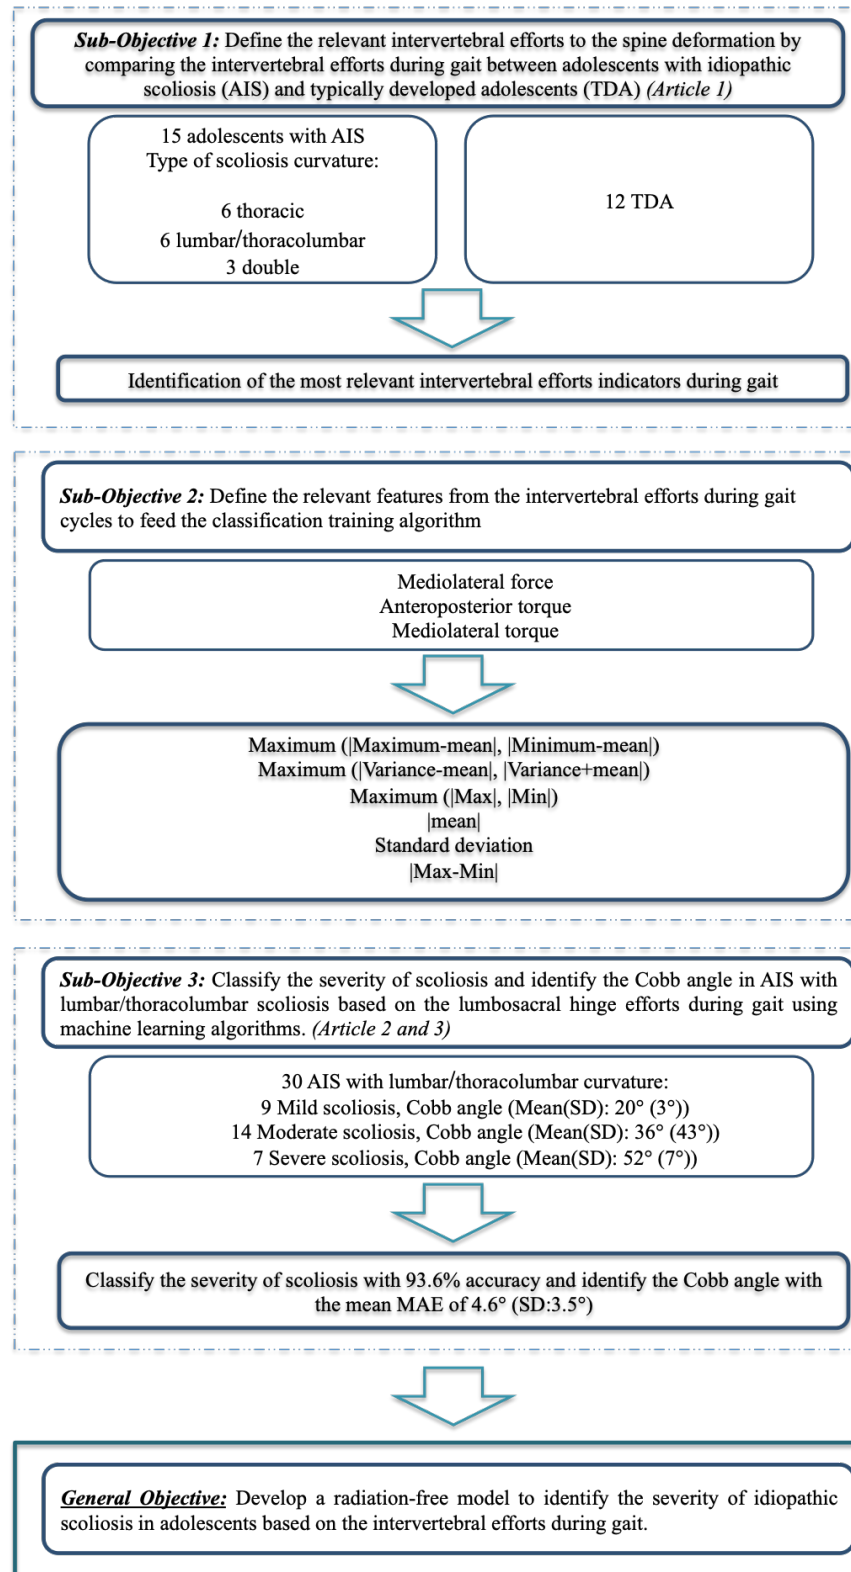 Sub-Objective 1: Define the relevant intervertebral efforts to the spine deformation by
comparing the intervertebral efforts during gait between adolescents with idiopathic
scoliosis (AIS) and typically developed adolescents (TDA) (Article 1)
15 adolescents with AIS
Type of scoliosis curvature:
6 thoracic
6 lumbar/thoracolumbar
3 double
12 TDA
Identification of the most relevant intervertebral efforts indicators during gait
Sub-Objective 2: Define the relevant features from the intervertebral efforts during gait
cycles to feed the classification training algorithm
Mediolateral force
Anteroposterior torque
Mediolateral torque
Maximum (|Maximum-mean|, |Minimum-mean|)
Maximum (|Variance-mean|, |Variance+mean|)
Maximum (|Max|, |Min|)
|mean|
Standard deviation
|Max-Min|
Sub-Objective 3: Classify the severity of scoliosis and identify the Cobb angle in AIS with
lumbar/thoracolumbar scoliosis based on the lumbosacral hinge efforts during gait using
machine learning algorithms. (Article 2 and 3)
30 AIS with lumbar/thoracolumbar curvature:
9 Mild scoliosis, Cobb angle (Mean(SD): 20° (3°))
14 Moderate scoliosis, Cobb angle (Mean(SD): 36° (43°))
7 Severe scoliosis, Cobb angle (Mean(SD): 52° (7°))
Classify the severity of scoliosis with 93.6% accuracy and identify the Cobb angle with
the mean MAE of 4.6° (SD:3.5°)
General Objective: Develop a radiation-free model to identify the severity of idiopathic
scoliosis in adolescents based on the intervertebral efforts during gait.